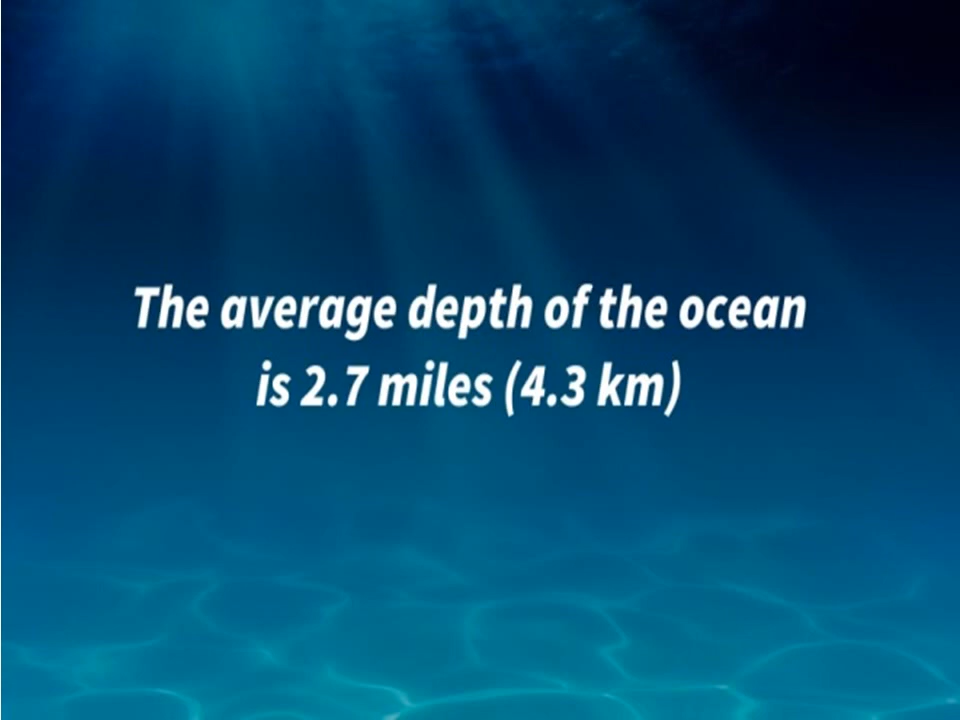 The average depth of the ocean
is 2.7 miles (4.3 km)